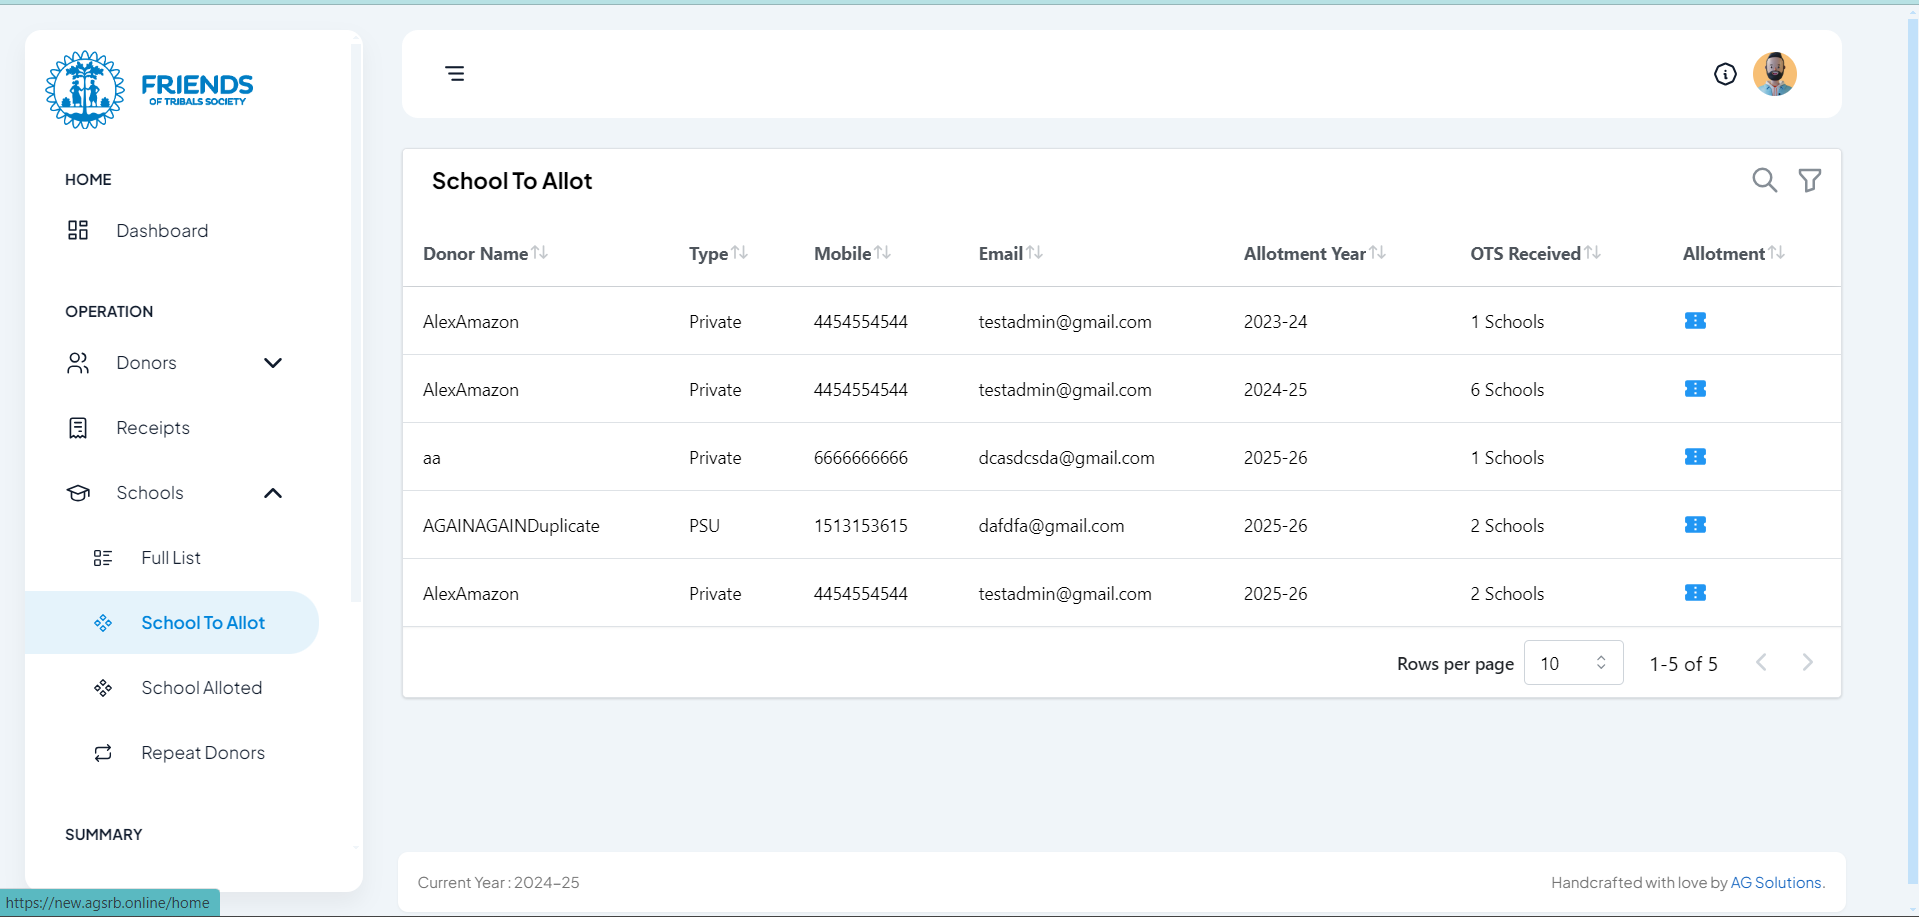 FRIENDS
OF TRIBALS SOCIETY
HOME
Dashboard
OPERATION
Donors
Receipts
Schools
Full List
School To Allot
School Alloted
Repeat Donors
SUMMARY
School To Allot
Donor Name Type Mobile Email Allotment Year OTS Received Allotment
AlexAmazon Private 4454554544 testadmin@gmail.com 2023-24 1 Schools
AlexAmazon Private 4454554544 testadmin@gmail.com 2024-25 6 Schools
aa Private 6666666666 dcasdcsda@gmail.com 2025-26 1 Schools
AGAINAGAINDuplicate PSU 1513153615 dafdfa@gmail.com 2025-26 2 Schools
AlexAmazon Private 4454554544 testadmin@gmail.com 2025-26 2 Schools
Rows per page 10 1-5 of 5
Current Year : 2024-25 Handcrafted with love by AG Solutions.
https://new.agsrb.online/home